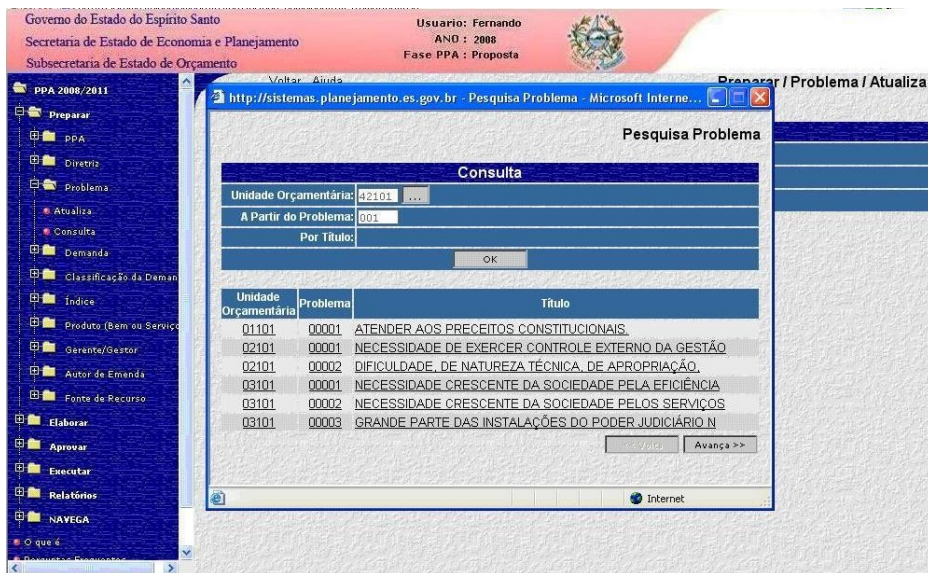 Governo do Estado do Espírito Santo
Secretaria de Estado de Economia e Planejamento
Subsecretaria de Estado de Orçamento
Usuario: Fernando
ANO : 2008
Fase PPA : Proposta
Voltar Ajuda
Preparar / Problema / Atualiza
PPA 2008/2011
Preparar
PPA
Diretriz
Problema
Atualiza
Consulta
Demanda
Classificação da Deman
Índice
Produto (Bem ou Serviço
Gerente/Gestor
Autor de Emenda
Fonte de Recurso
Elaborar
Aprovar
Executar
Relatórios
NAVEGA
O que é
Perguntas Frequentes
http://sistemas.planejamento.es.gov.br - Pesquisa Problema - Microsoft Interne...
Pesquisa Problema
Consulta
Unidade Orçamentária: 42101 ...
A Partir do Problema: 001
Por Título:
OK
Unidade Orçamentária Problema Título
01101 00001 ATENDER AOS PRECEITOS CONSTITUCIONAIS.
02101 00001 NECESSIDADE DE EXERCER CONTROLE EXTERNO DA GESTÃO
02101 00002 DIFICULDADE, DE NATUREZA TÉCNICA, DE APROPRIAÇÃO,
03101 00001 NECESSIDADE CRESCENTE DA SOCIEDADE PELA EFICIÊNCIA
03101 00002 NECESSIDADE CRESCENTE DA SOCIEDADE PELOS SERVIÇOS
03101 00003 GRANDE PARTE DAS INSTALAÇÕES DO PODER JUDICIÁRIO N
Avança >>
Internet